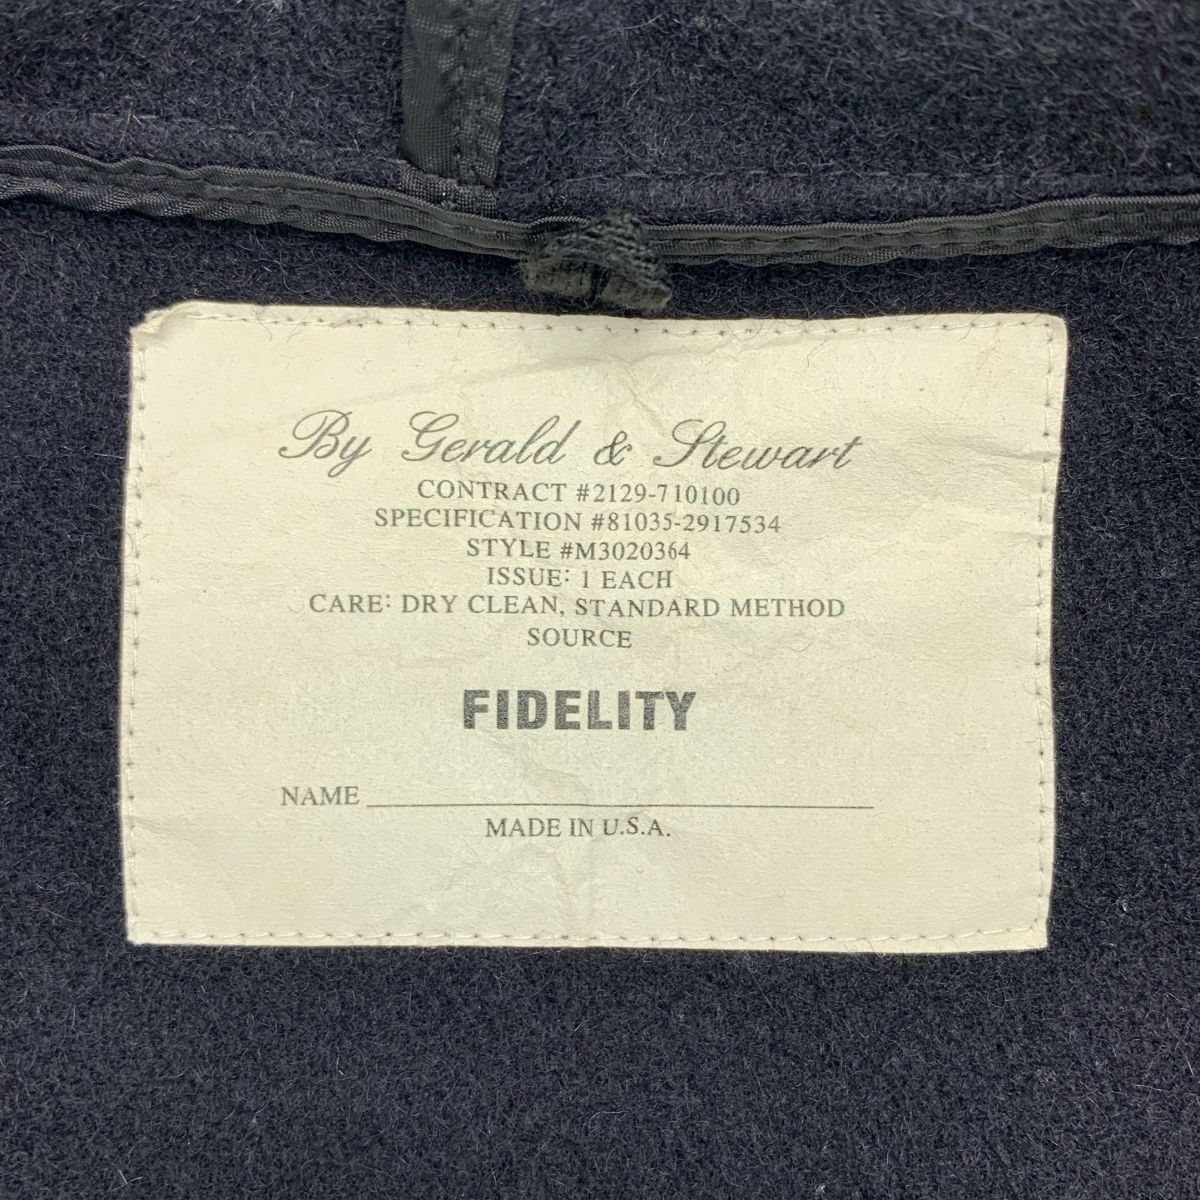 By Gerald & Stewart
CONTRACT #2129-710100
SPECIFICATION #81035-2917534
STYLE #M3020364
ISSUE: 1 EACH
CARE: DRY CLEAN, STANDARD METHOD
SOURCE
FIDELITY
NAME
MADE IN U.S.A.